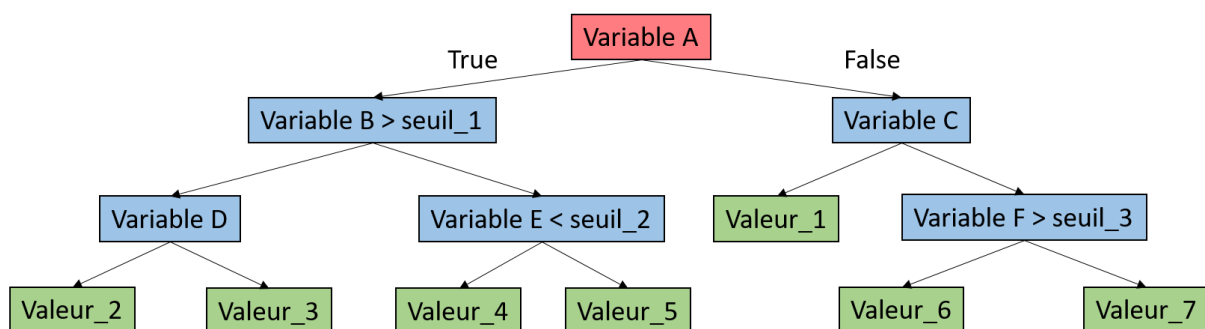 Variable A
True
False
Variable B > seuil_1
Variable C
Variable D
Variable E < seuil_2
Valeur_1
Variable F > seuil_3
Valeur_2
Valeur_3
Valeur_4
Valeur_5
Valeur_6
Valeur_7